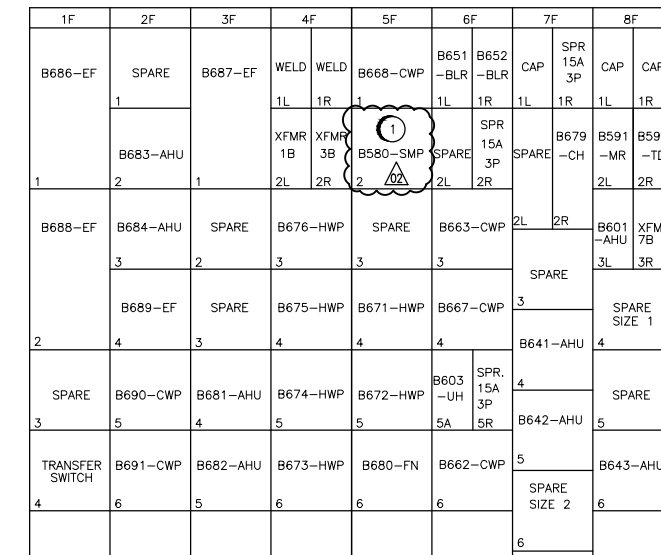 1F 2F 3F 4F 5F 6F 7F 8F
B686-EF
1
B688-EF
2
SPARE
3
TRANSFER
SWITCH
4
SPARE
1
B683-AHU
2
B684-AHU
3
B689-EF
4
B690-CWP
5
B691-CWP
6
B687-EF
1
SPARE
2
SPARE
3
B681-AHU
4
B682-AHU
5
WELD
1L
WELD
1R
XFMR
1B
2L
XFMR
3B
2R
B676-HWP
3
B675-HWP
4
B674-HWP
5
B673-HWP
6
B668-CWP
1
1
B580-SMP
2
02
SPARE
3
B671-HWP
4
B672-HWP
5
B680-FN
6
B651
-BLR
1L
B652
-BLR
1R
SPARE
2L
SPR
15A
3P
2R
B663-CWP
3
B667-CWP
4
B603
-UH
5A
SPR.
15A
3P
5R
B662-CWP
6
CAP
1L
SPR
15A
3P
1R
SPARE
2L
B679
-CH
2R
SPARE
3
B641-AHU
4
B642-AHU
5
SPARE
SIZE 2
6
CAP
1L
CAP
1R
B591
-MR
2L
B59
-TD
2R
B601
-AHU
3L
XFM
7B
3R
SPARE
SIZE 1
4
SPARE
5
B643-AHU
6